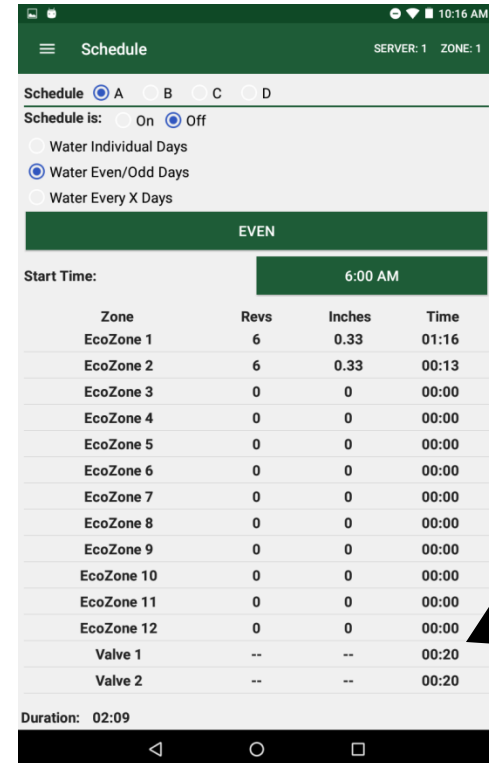 10:16 AM
Schedule SERVER: 1 ZONE: 1
Schedule A B C D
Schedule is: On Off
Water Individual Days
Water Even/Odd Days
Water Every X Days
EVEN
Start Time: 6:00 AM
Zone Revs Inches Time
EcoZone 1 6 0.33 01:16
EcoZone 2 6 0.33 00:13
EcoZone 3 0 0 00:00
EcoZone 4 0 0 00:00
EcoZone 5 0 0 00:00
EcoZone 6 0 0 00:00
EcoZone 7 0 0 00:00
EcoZone 8 0 0 00:00
EcoZone 9 0 0 00:00
EcoZone 10 0 0 00:00
EcoZone 11 0 0 00:00
EcoZone 12 0 0 00:00
Valve 1 -- -- 00:20
Valve 2 -- -- 00:20
Duration: 02:09